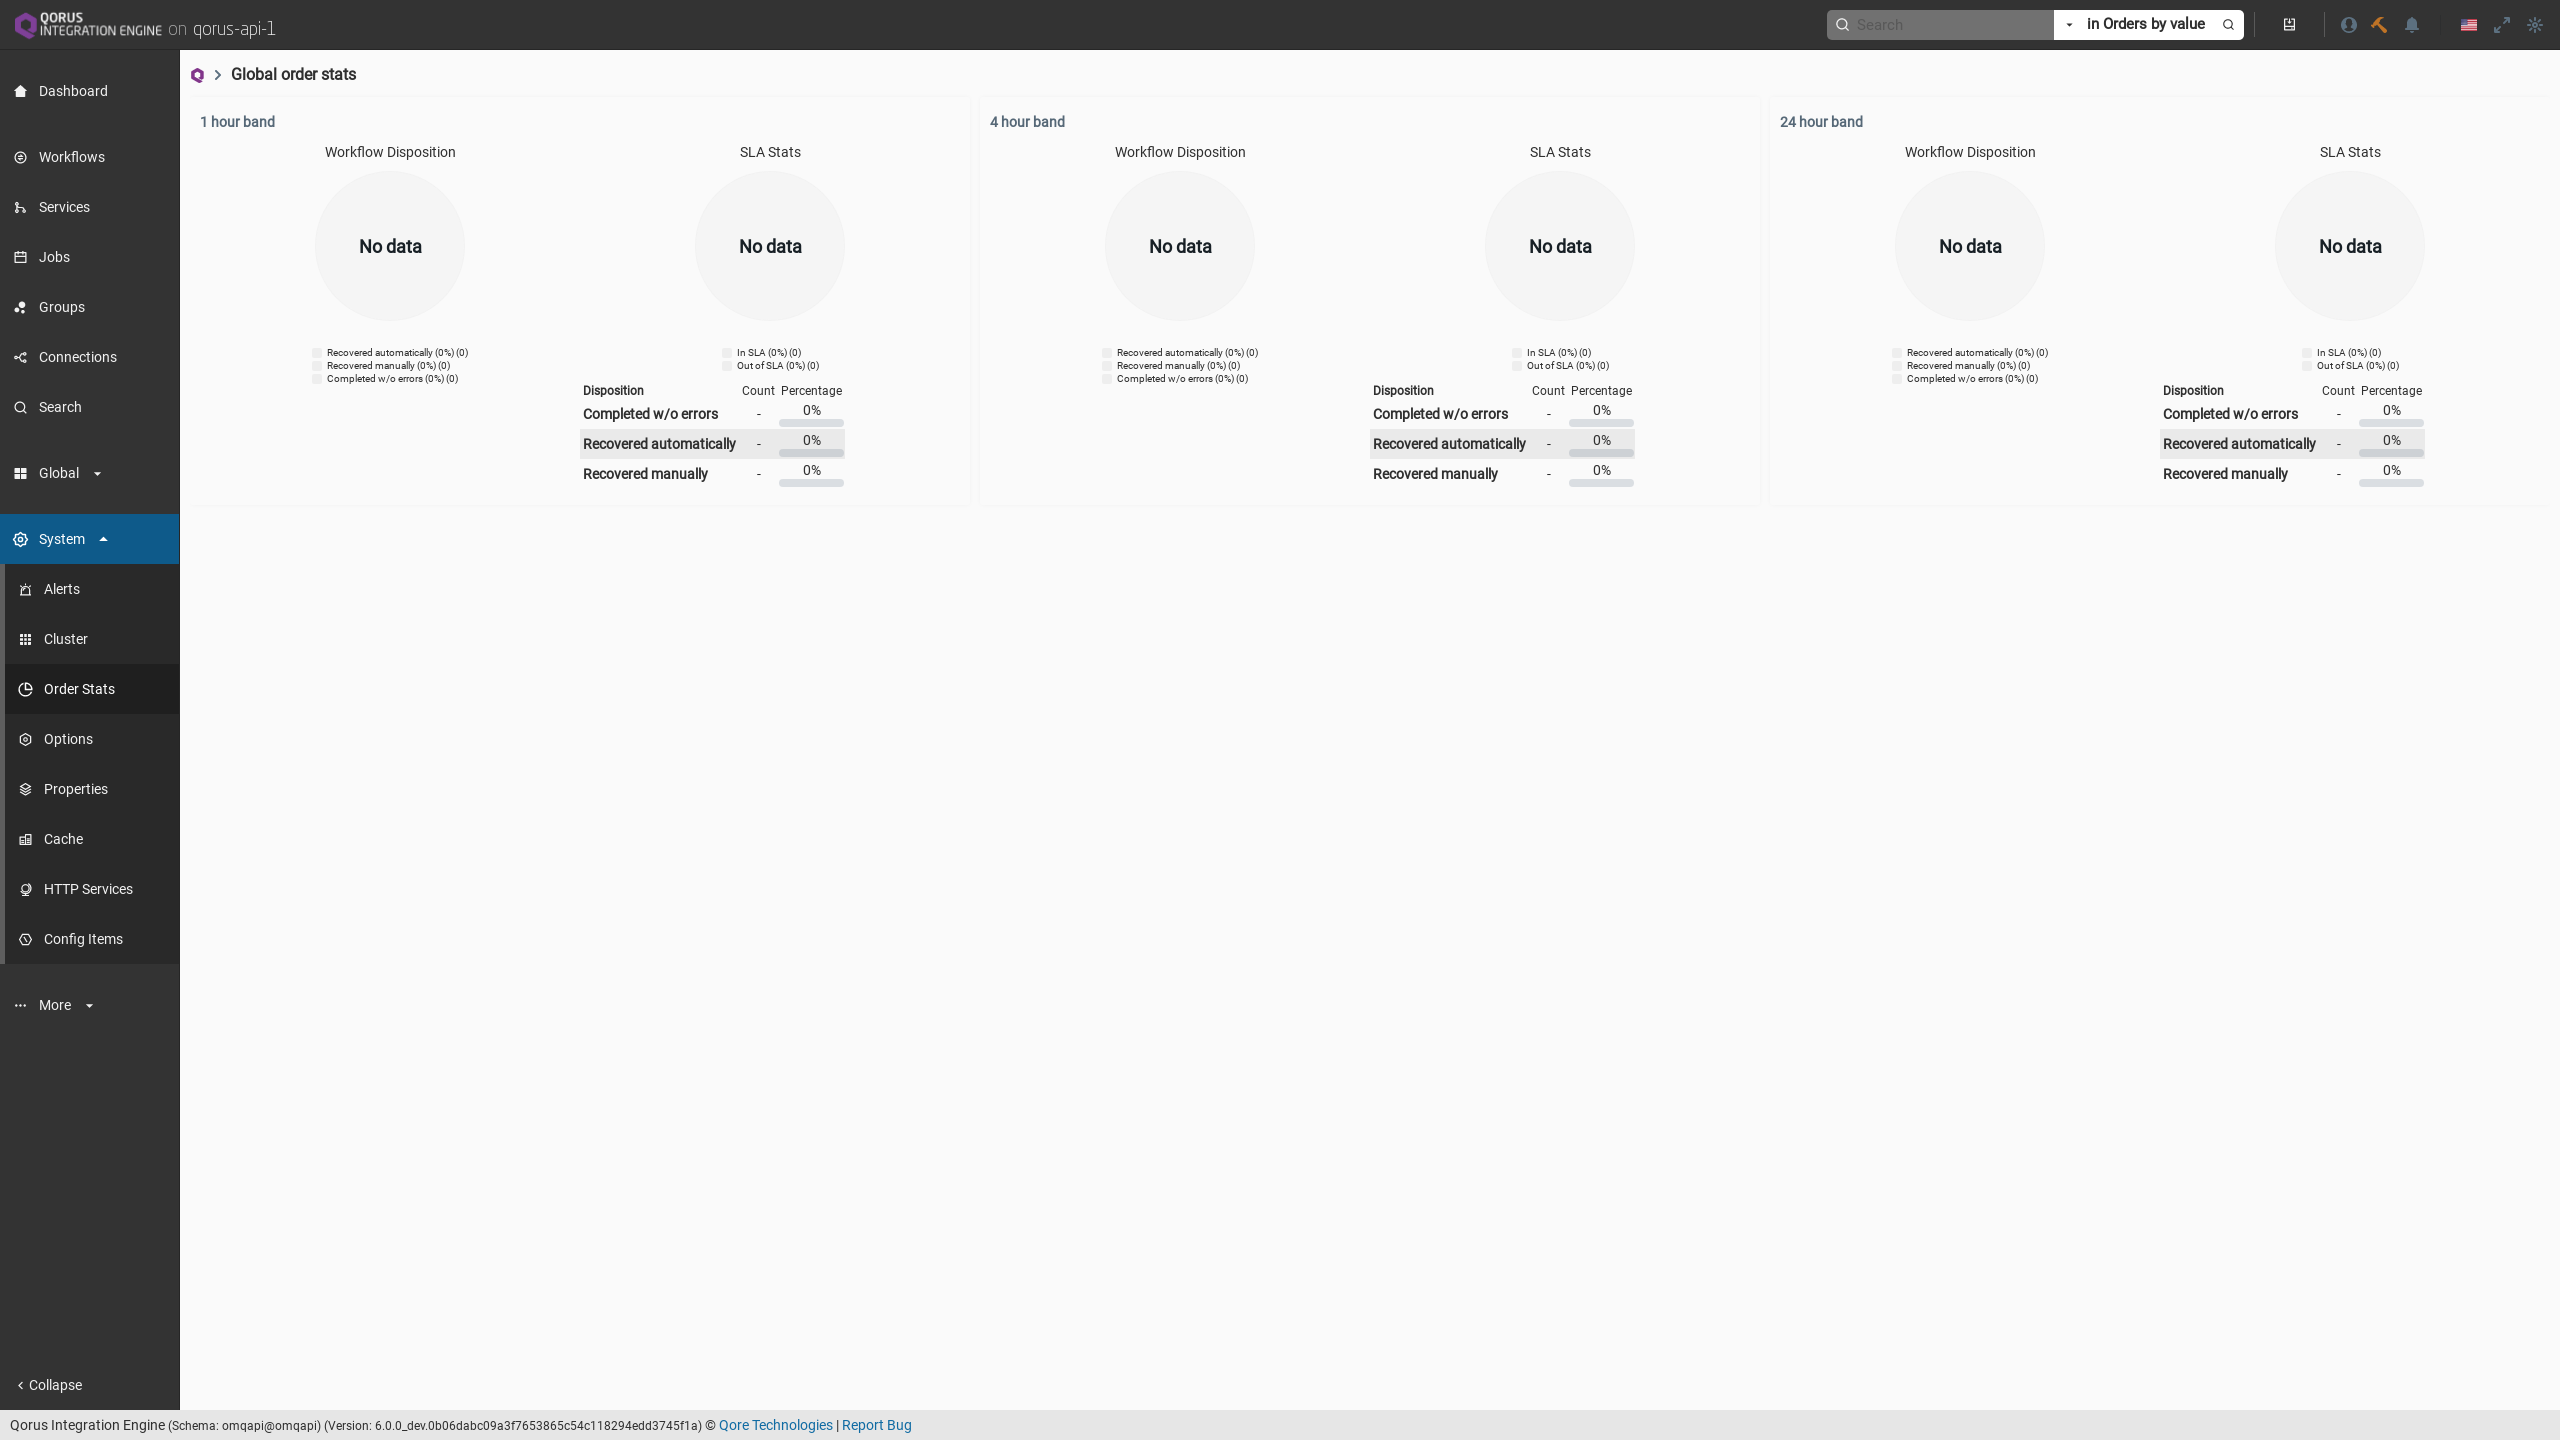 QORUS
INTEGRATION ENGINE on qorus-api-1
Search
in Orders by value
Dashboard
Workflows
Services
Jobs
Groups
Connections
Search
Global
System
Alerts
Cluster
Order Stats
Options
Properties
Cache
HTTP Services
Config Items
More
Collapse
Global order stats
1 hour band
Workflow Disposition
No data
Recovered automatically (0%) (0)
Recovered manually (0%) (0)
Completed w/o errors (0%) (0)
SLA Stats
No data
In SLA (0%) (0)
Out of SLA (0%) (0)
Disposition Count Percentage
Completed w/o errors - 0%
Recovered automatically - 0%
Recovered manually - 0%
4 hour band
Workflow Disposition
No data
Recovered automatically (0%) (0)
Recovered manually (0%) (0)
Completed w/o errors (0%) (0)
SLA Stats
No data
In SLA (0%) (0)
Out of SLA (0%) (0)
Disposition Count Percentage
Completed w/o errors - 0%
Recovered automatically - 0%
Recovered manually - 0%
24 hour band
Workflow Disposition
No data
Recovered automatically (0%) (0)
Recovered manually (0%) (0)
Completed w/o errors (0%) (0)
SLA Stats
No data
In SLA (0%) (0)
Out of SLA (0%) (0)
Disposition Count Percentage
Completed w/o errors - 0%
Recovered automatically - 0%
Recovered manually - 0%
Qorus Integration Engine (Schema: omqapi@omqapi) (Version: 6.0.0_dev.0b06dabc09a3f7653865c54c118294edd3745f1a) © Qore Technologies | Report Bug